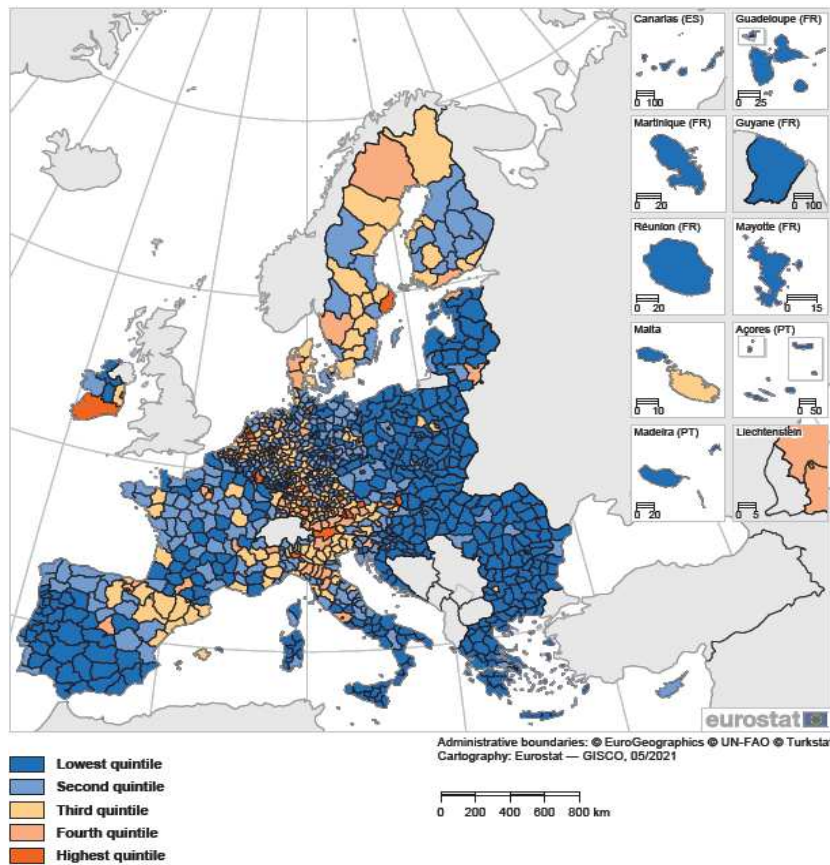 Canarias (ES)
0 100
Guadeloupe (FR)
0 25
Martinique (FR)
0 20
Guyane (FR)
0 100
Réunion (FR)
0 20
Mayotte (FR)
0 15
Malta
0 10
Açores (PT)
0 50
Madeira (PT)
0 20
Liechtenstein
0 5
eurostat
Administrative boundaries: © EuroGeographics © UN-FAO © Turkstat
Cartography: Eurostat — GISCO, 05/2021
0 200 400 600 800 km
Lowest quintile
Second quintile
Third quintile
Fourth quintile
Highest quintile